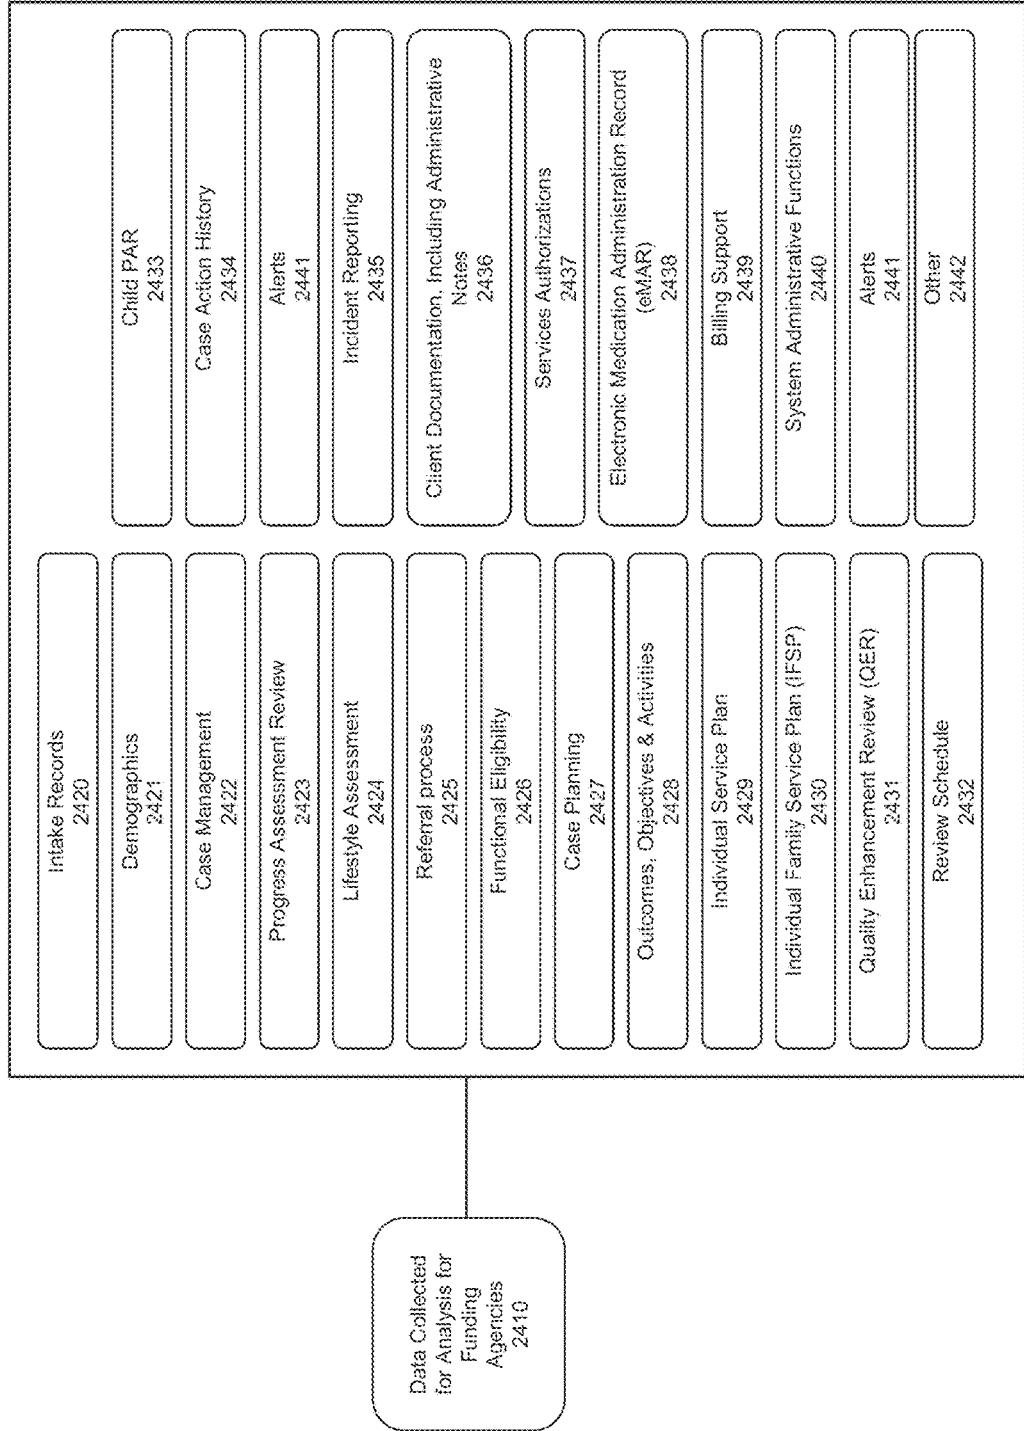 Data Collected
for Analysis for
Funding
Agencies
2410
Intake Records
2420
Demographics
2421
Case Management
2422
Progress Assessment Review
2423
Lifestyle Assessment
2424
Referral process
2425
Functional Eligibility
2426
Case Planning
2427
Outcomes, Objectives & Activities
2428
Individual Service Plan
2429
Individual Family Service Plan (IFSP)
2430
Quality Enhancement Review (QER)
2431
Review Schedule
2432
Child PAR
2433
Case Action History
2434
Alerts
2441
Incident Reporting
2435
Client Documentation, Including Administrative
Notes
2436
Services Authorizations
2437
Electronic Medication Administration Record
(eMAR)
2438
Billing Support
2439
System Administrative Functions
2440
Alerts
2441
Other
2442